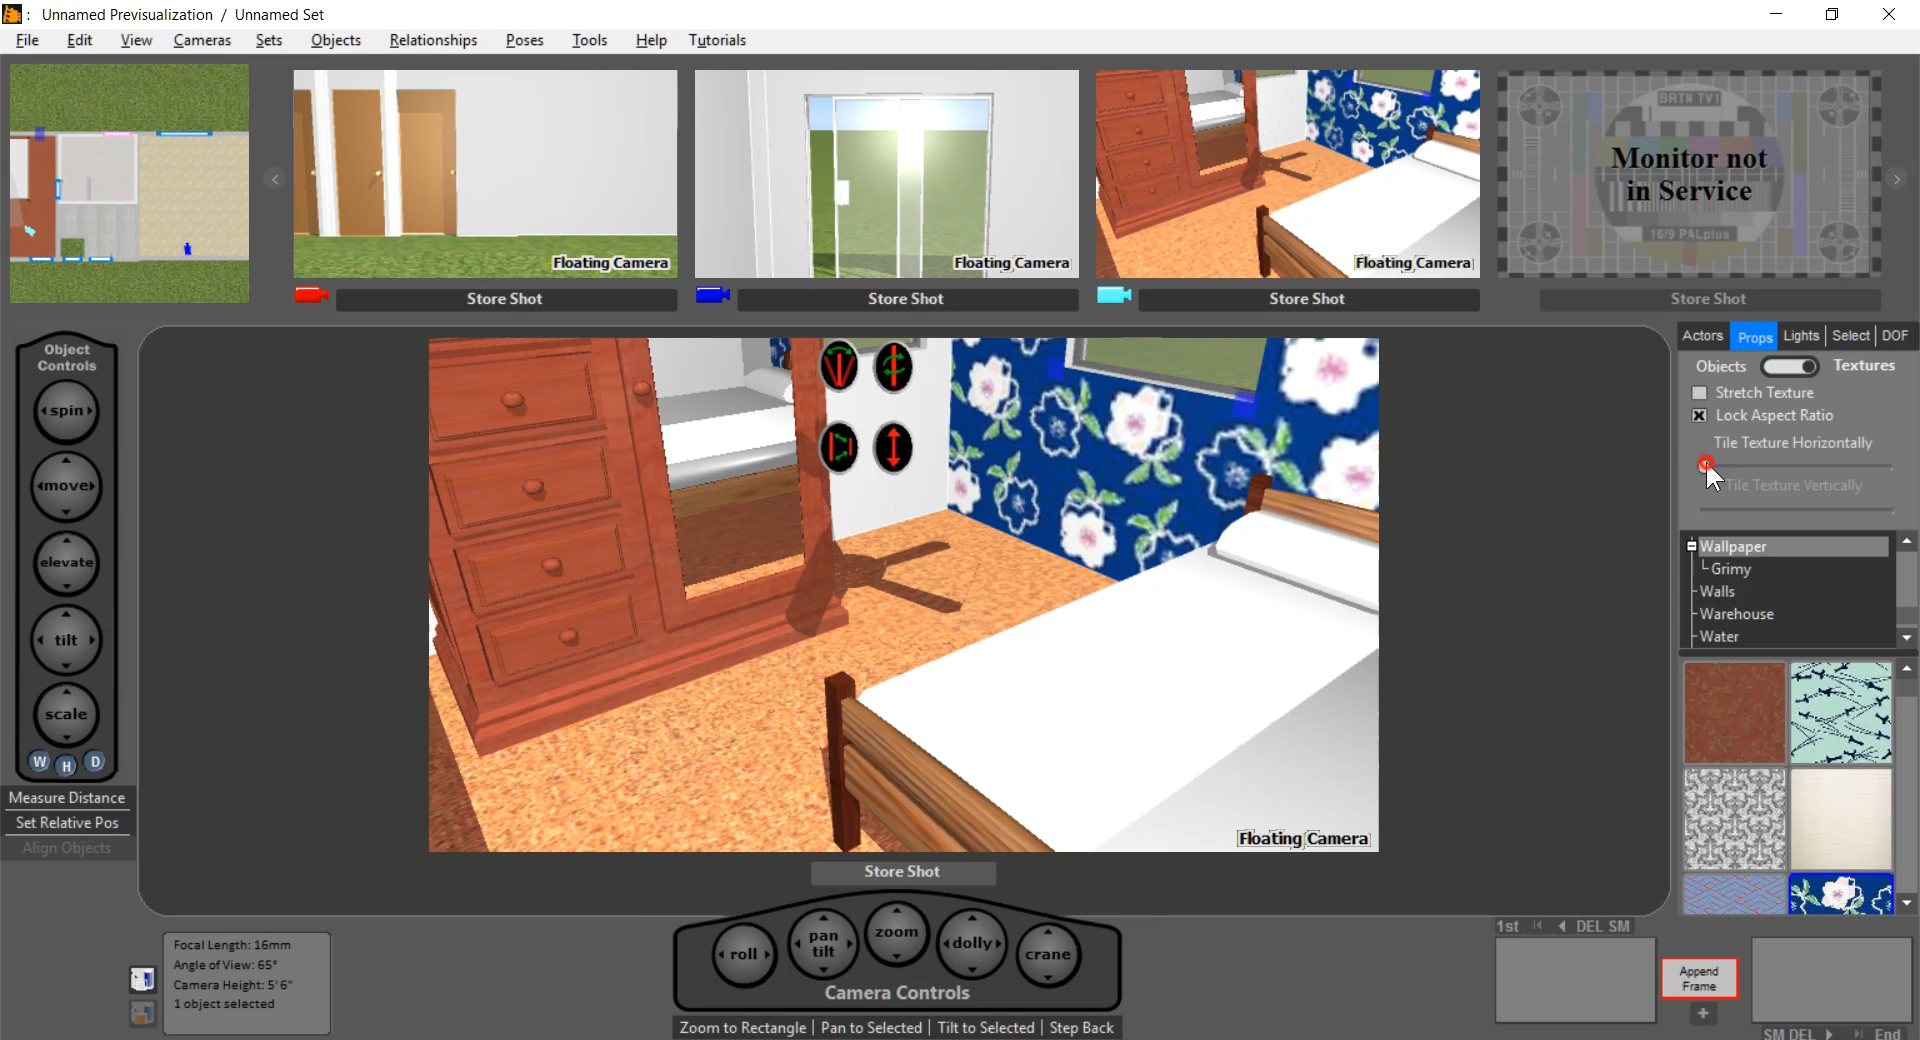 : Unnamed Previsualization / Unnamed Set
File Edit View Cameras Sets Objects Relationships Poses Tools Help Tutorials
Floating Camera
Floating Camera
Floating Camera
BRTN TV1
Monitor not
in Service
16/9 PALplus
Store Shot
Store Shot
Store Shot
Store Shot
Object
Controls
spin
move
elevate
tilt
scale
W H D
Measure Distance
Set Relative Pos
Align Objects
Floating Camera
Store Shot
Actors Props Lights Select DOF
Objects Textures
Stretch Texture
Lock Aspect Ratio
Tile Texture Horizontally
Tile Texture Vertically
Wallpaper
Grimy
Walls
Warehouse
Water
Focal Length: 16mm
Angle of View: 65°
Camera Height: 5' 6"
1 object selected
roll
pan
tilt
zoom
dolly
crane
Camera Controls
Zoom to Rectangle Pan to Selected Tilt to Selected Step Back
1st DEL SM
Append
Frame
+
SM DEL End